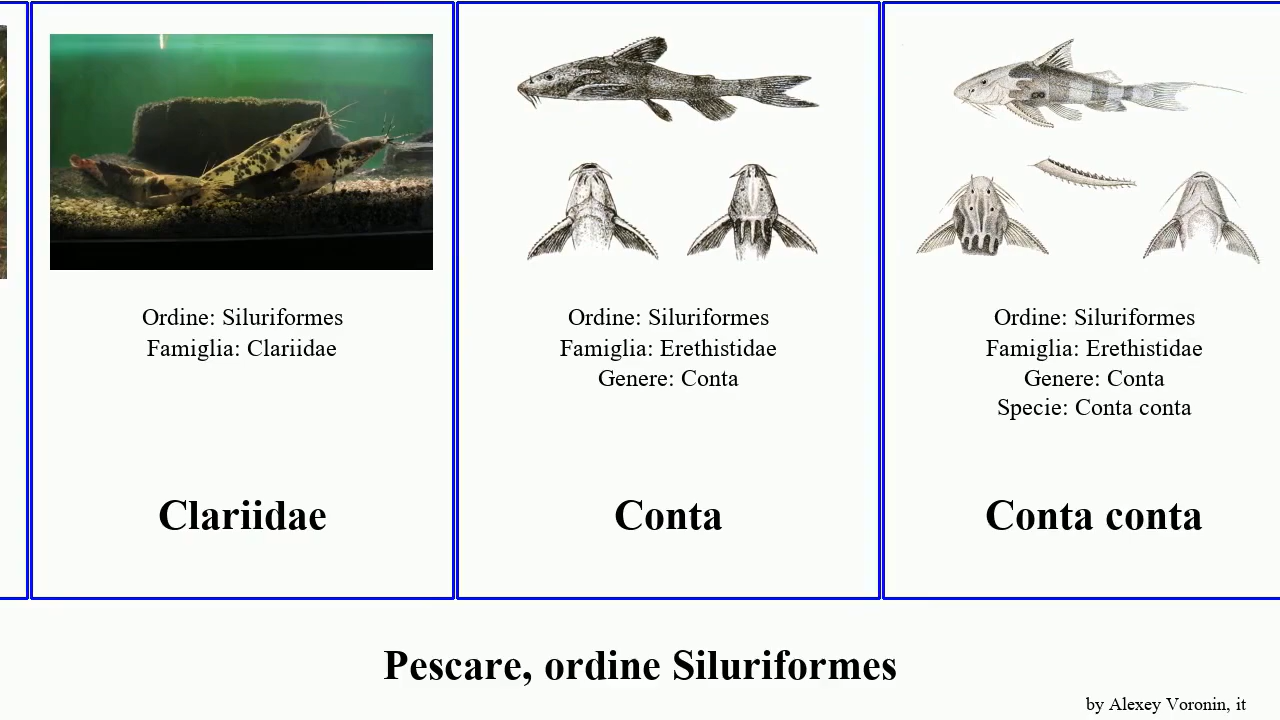 Ordine: Siluriformes
Famiglia: Clariidae
Clariidae
Ordine: Siluriformes
Famiglia: Erethistidae
Genere: Conta
Conta
Ordine: Siluriformes
Famiglia: Erethistidae
Genere: Conta
Specie: Conta conta
Conta conta
Pescare, ordine Siluriformes
by Alexey Voronin, it